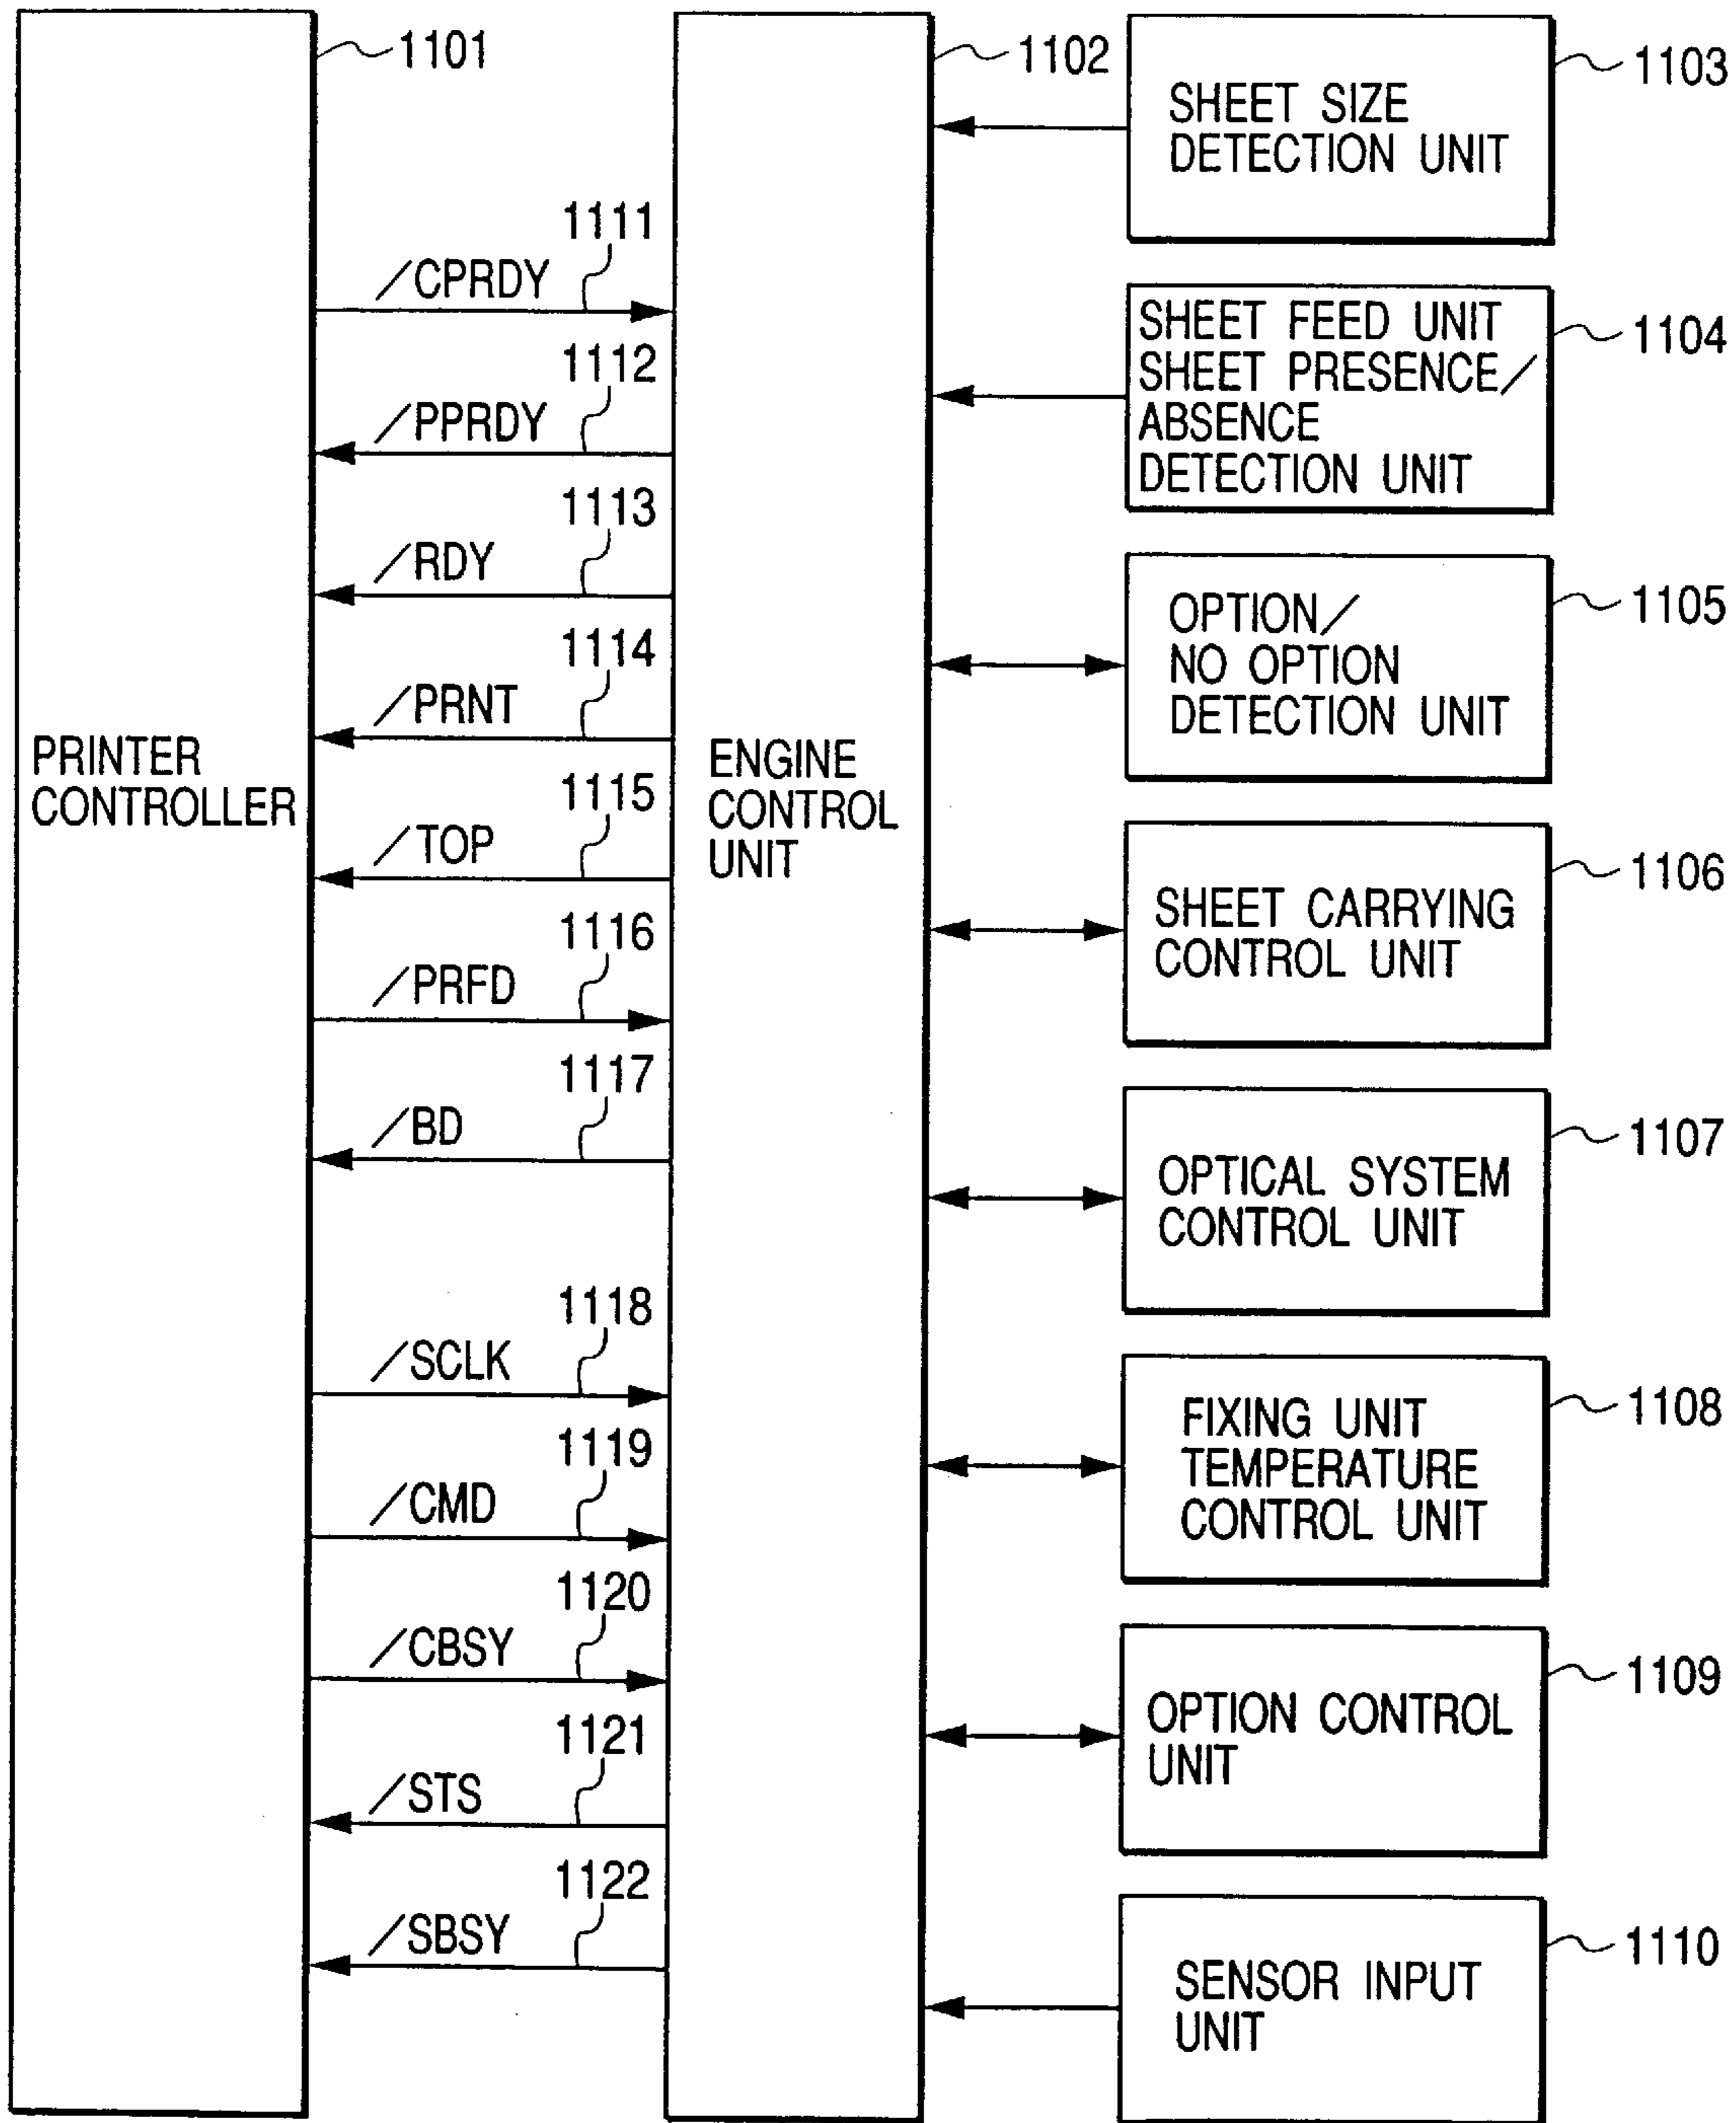 1101
PRINTER
CONTROLLER
1102
ENGINE
CONTROL
UNIT
1111
/CPRDY
1112
/PPRDY
1113
/RDY
1114
/PRNT
1115
/TOP
1116
/PRFD
1117
/BD
1118
/SCLK
1119
/CMD
1120
/CBSY
1121
/STS
1122
/SBSY
1103
SHEET SIZE
DETECTION UNIT
1104
SHEET FEED UNIT
SHEET PRESENCE/
ABSENCE
DETECTION UNIT
1105
OPTION/
NO OPTION
DETECTION UNIT
1106
SHEET CARRYING
CONTROL UNIT
1107
OPTICAL SYSTEM
CONTROL UNIT
1108
FIXING UNIT
TEMPERATURE
CONTROL UNIT
1109
OPTION CONTROL
UNIT
1110
SENSOR INPUT
UNIT